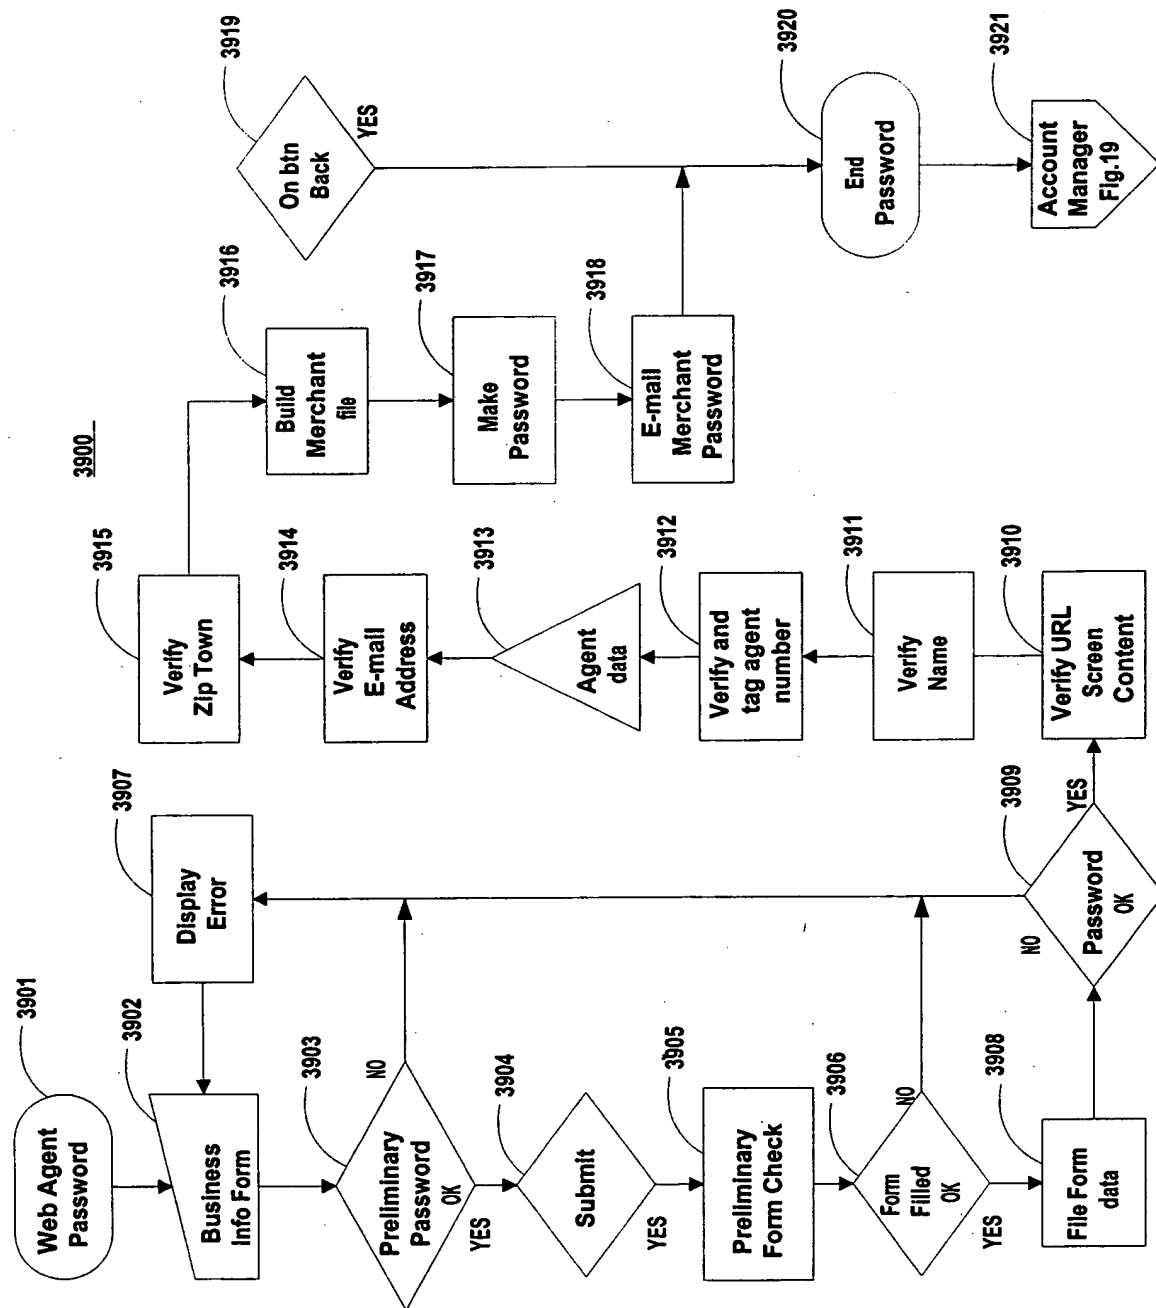 3900
3901
Web Agent
Password
3902
Business
Info Form
3903
Preliminary
Password
OK
NO
YES
3904
Submit
YES
3905
Preliminary
Form Check
3906
Form
Filled
OK
NO
YES
3907
Display
Error
3908
File Form
data
3909
Password
OK
NO
YES
3910
Verify URL
Screen
Content
3911
Verify
Name
3912
Verify and
tag agent
number
3913
Agent
data
3914
Verify
E-mail
Address
3915
Verify
Zip Town
3916
Build
Merchant
file
3917
Make
Password
3918
E-mail
Merchant
Password
3919
On btn
Back
YES
3920
End
Password
3921
Account
Manager
Fig.19